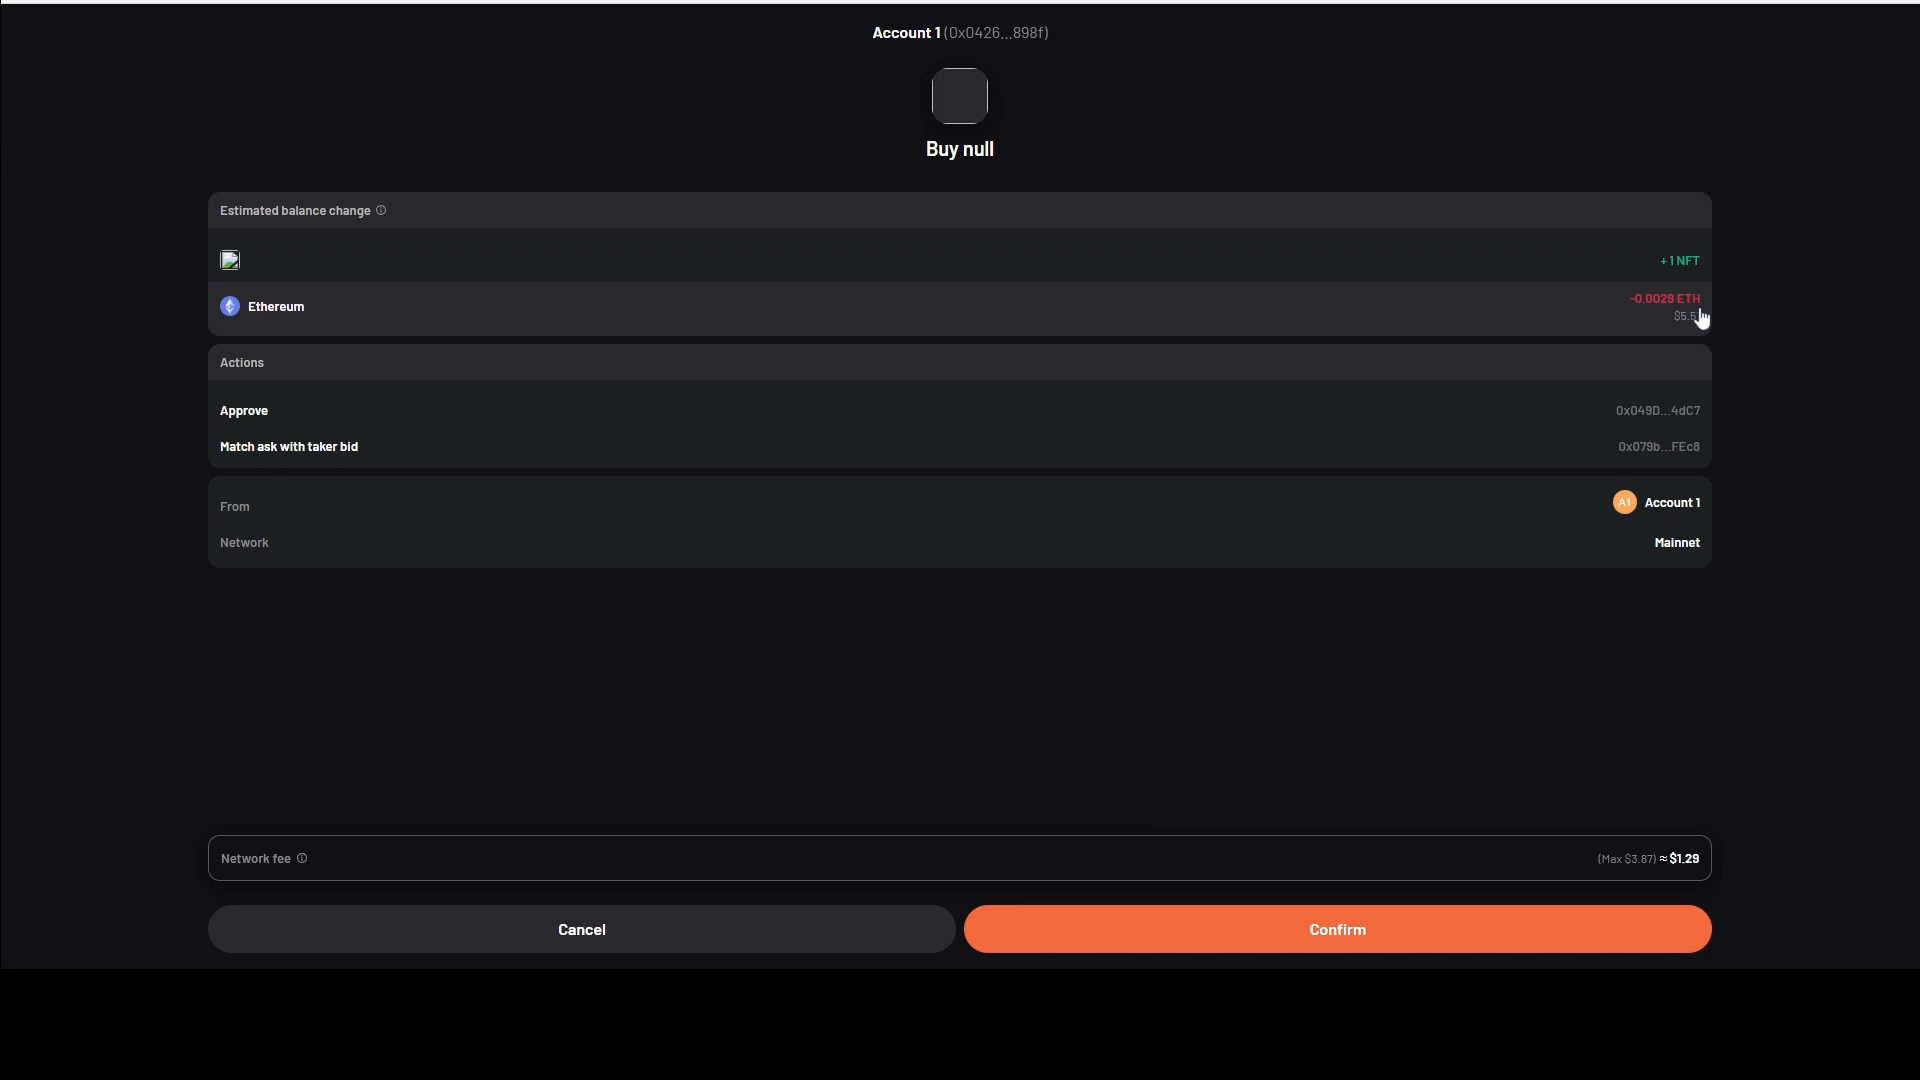 Account 1 (0x0426...898f)
Buy null
Estimated balance change
+ 1 NFT
Ethereum
-0.0029 ETH
Actions
Approve
0x049D...4dC7
Match ask with taker bid
0x079b...FEc8
From
A1 Account 1
Network
Mainnet
Network fee
(Max $3.87) ≈ $1.29
Cancel
Confirm